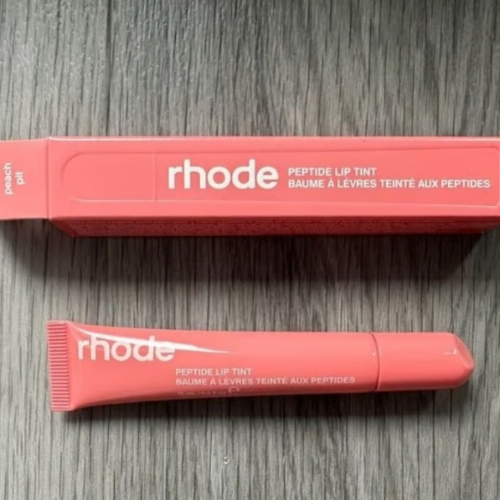 peach
pit
rhode
PEPTIDE LIP TINT
BAUME À LÈVRES TEINTÉ AUX PEPTIDES
rhode
PEPTIDE LIP TINT
BAUME À LÈVRES TEINTÉ AUX PEPTIDES